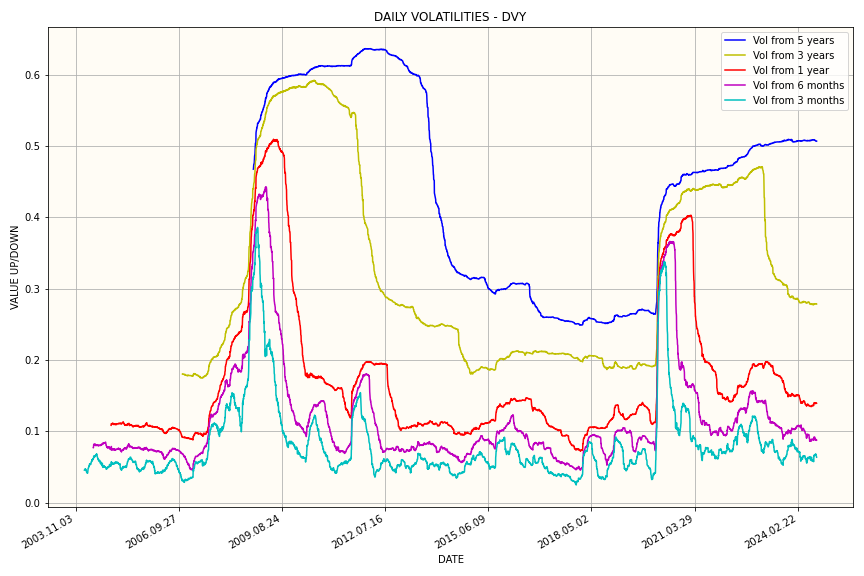 DAILY VOLATILITIES - DVY
Vol from 5 years
Vol from 3 years
Vol from 1 year
Vol from 6 months
Vol from 3 months
VALUE UP/DOWN
0.6
0.5
0.4
0.3
0.2
0.1
0.0
2003.11.03
2006.09.27
2009.08.24
2012.07.16
2015.06.09
2018.05.02
2021.03.29
2024.02.22
DATE